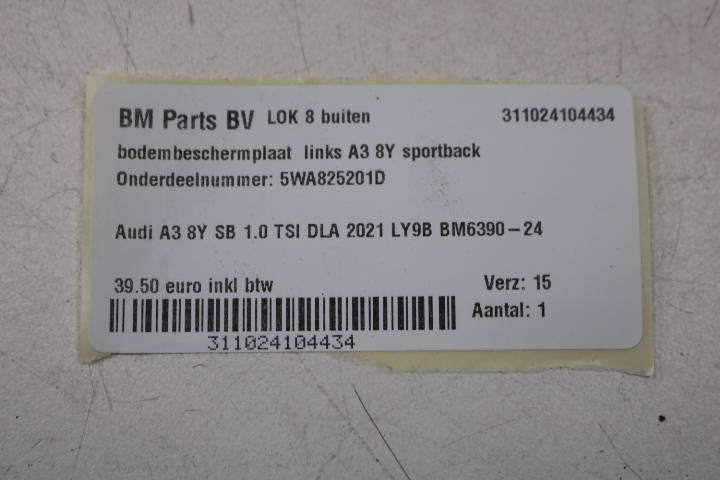 BM Parts BV LOK 8 buiten 311024104434
bodembeschermplaat links A3 8Y sportback
Onderdeelnummer: 5WA825201D
Audi A3 8Y SB 1.0 TSI DLA 2021 LY9B BM6390-24
39.50 euro inkl btw Verz: 15
Aantal: 1
311024104434